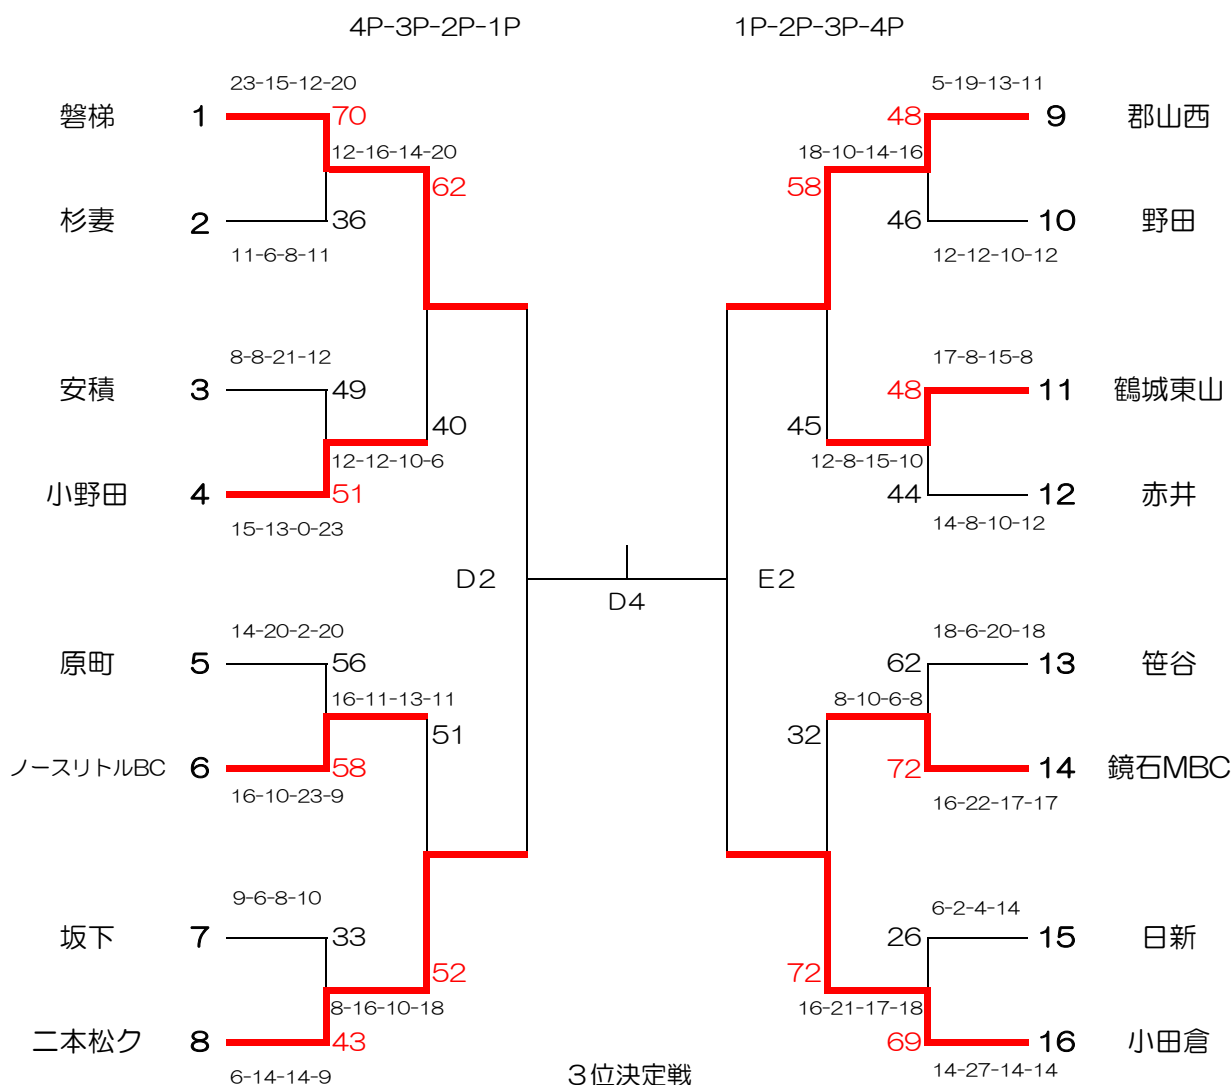 4P-3P-2P-1P
1P-2P-3P-4P
23-15-12-20
磐梯 1 70
12-16-14-20
62
杉妻 2 36
11-6-8-11
8-8-21-12
安積 3 49
40
12-12-10-6
小野田 4 51
15-13-0-23
D2
14-20-2-20
原町 5 56
16-11-13-11
51
ノースリトルBC 6 58
16-10-23-9
9-6-8-10
坂下 7 33
52
8-16-10-18
二本松ク 8 43
6-14-14-9
D4
3位決定戦
5-19-13-11
48 9 郡山西
18-10-14-16
58
46 10 野田
12-12-10-12
17-8-15-8
48 11 鶴城東山
45
12-8-15-10
44 12 赤井
14-8-10-12
E2
18-6-20-18
62 13 笹谷
8-10-6-8
32
72 14 鏡石MBC
16-22-17-17
6-2-4-14
26 15 日新
72
16-21-17-18
69 16 小田倉
14-27-14-14